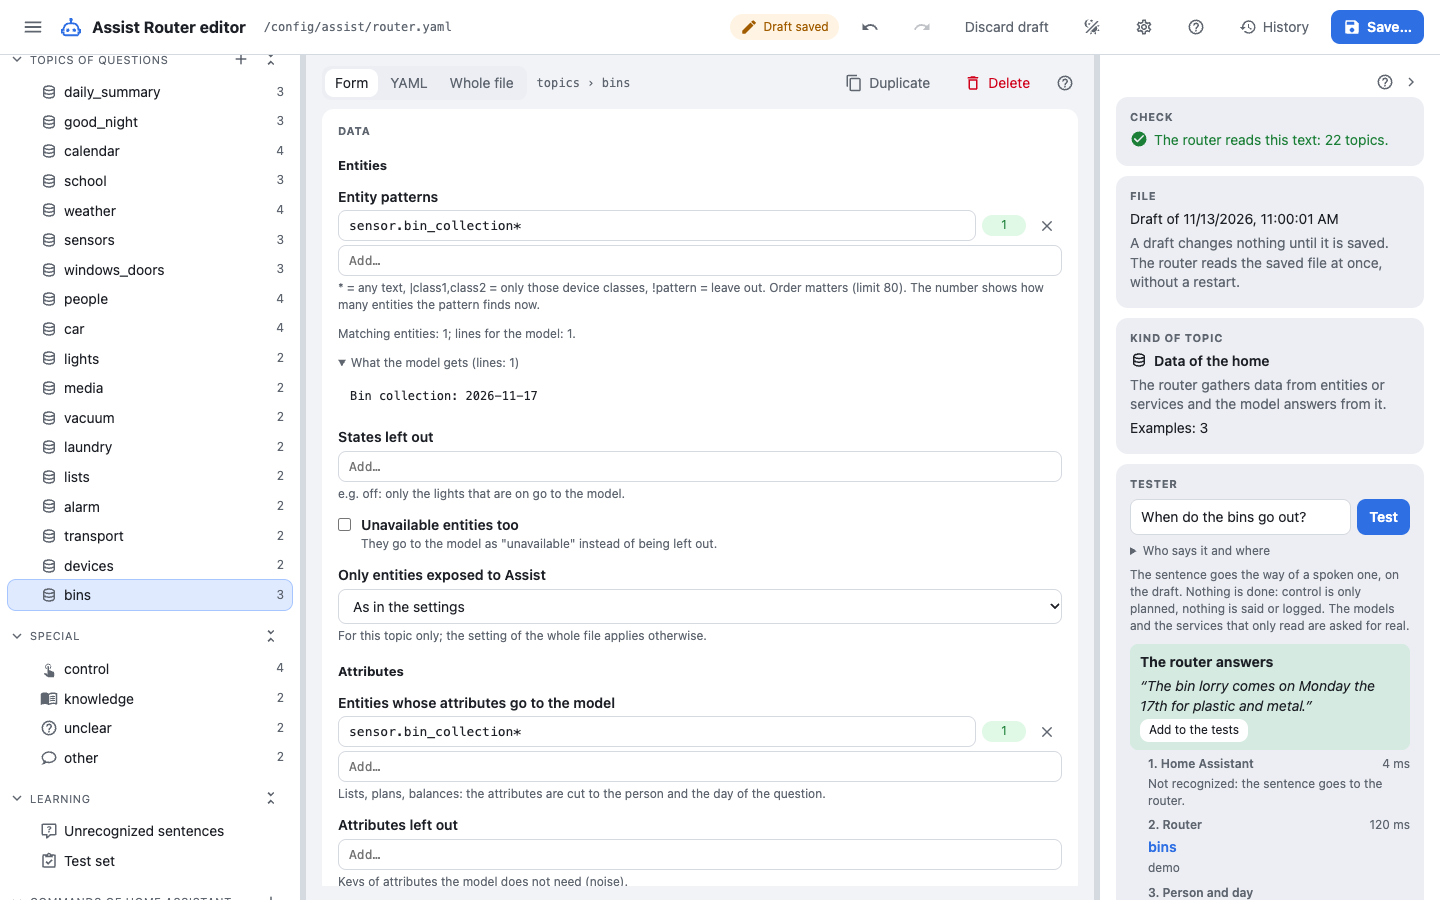 Assist Router editor
/config/assist/router.yaml
Draft saved
Discard draft
History
Save...
TOPICS OF QUESTIONS
daily_summary 3
good_night 3
calendar 4
school 3
weather 4
sensors 3
windows_doors 3
people 4
car 4
lights 2
media 2
vacuum 2
laundry 2
lists 2
alarm 2
transport 2
devices 2
bins 3
SPECIAL
control 4
knowledge 2
unclear 2
other 2
LEARNING
Unrecognized sentences
Test set
COMMANDS OF HOME ASSISTANT
Form YAML Whole file topics › bins
Duplicate Delete
DATA
Entities
Entity patterns
sensor.bin_collection* 1
Add…
* = any text, |class1,class2 = only those device classes, !pattern = leave out. Order matters (limit 80). The number shows how
many entities the pattern finds now.
Matching entities: 1; lines for the model: 1.
▼ What the model gets (lines: 1)
Bin collection: 2026-11-17
States left out
Add…
e.g. off: only the lights that are on go to the model.
Unavailable entities too
They go to the model as "unavailable" instead of being left out.
Only entities exposed to Assist
As in the settings
For this topic only; the setting of the whole file applies otherwise.
Attributes
Entities whose attributes go to the model
sensor.bin_collection* 1
Add…
Lists, plans, balances: the attributes are cut to the person and the day of the question.
Attributes left out
Add…
Keys of attributes the model does not need (noise).
CHECK
The router reads this text: 22 topics.
FILE
Draft of 11/13/2026, 11:00:01 AM
A draft changes nothing until it is saved.
The router reads the saved file at once,
without a restart.
KIND OF TOPIC
Data of the home
The router gathers data from entities or
services and the model answers from it.
Examples: 3
TESTER
When do the bins go out? Test
▶ Who says it and where
The sentence goes the way of a spoken one, on
the draft. Nothing is done: control is only
planned, nothing is said or logged. The models
and the services that only read are asked for real.
The router answers
“The bin lorry comes on Monday the
17th for plastic and metal.”
Add to the tests
1. Home Assistant 4 ms
Not recognized: the sentence goes to the
router.
2. Router 120 ms
bins
demo
3. Person and day